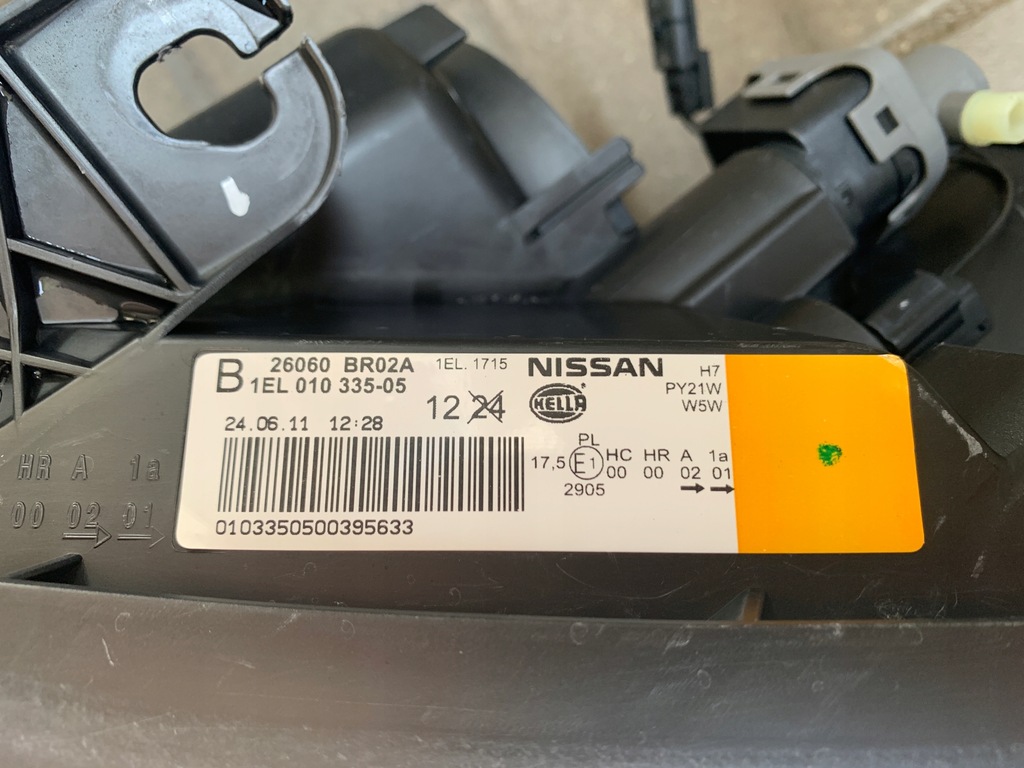 B 26060 BR02A 1EL. 1715 NISSAN H7
1EL 010 335-05 PY21W
12 24 HELLA W5W
24.06.11 12:28
PL
17,5 E1 HC HR A 1a
00 00 02 01
2905
0103350500395633
HR A 1a
00 02 01